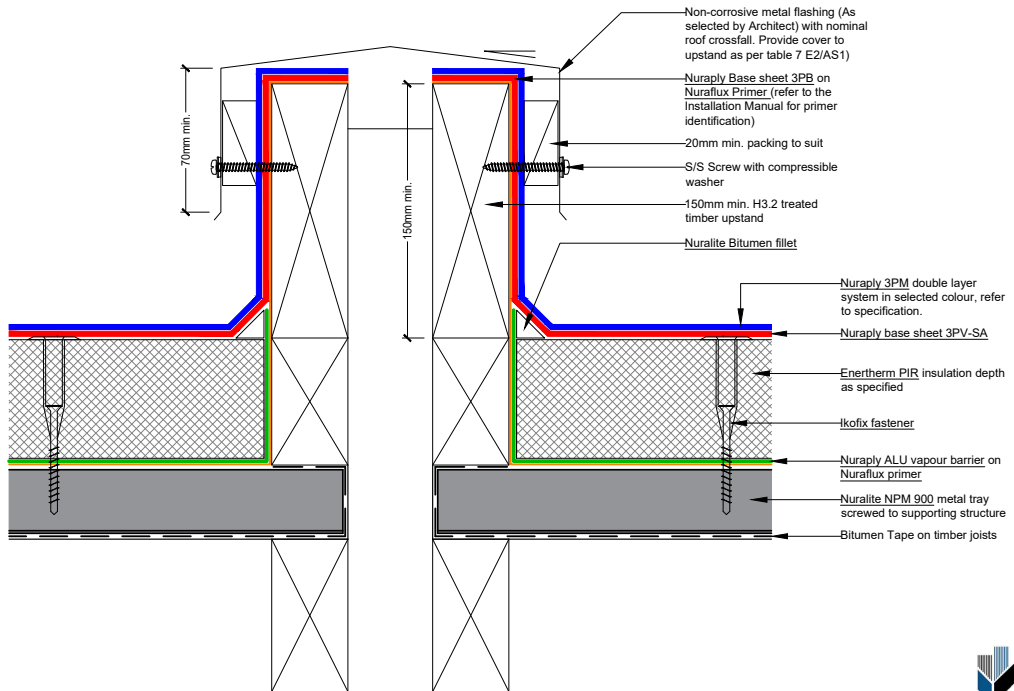 Non-corrosive metal flashing (As
selected by Architect) with nominal
roof crossfall. Provide cover to
upstand as per table 7 E2/AS1)
Nuraply Base sheet 3PB on
Nuraflux Primer (refer to the
Installation Manual for primer
identification)
20mm min. packing to suit
S/S Screw with compressible
washer
150mm min. H3.2 treated
timber upstand
Nuralite Bitumen fillet
70mm min.
150mm min.
Nuraply 3PM double layer
system in selected colour, refer
to specification.
Nuraply base sheet 3PV-SA
Enertherm PIR insulation depth
as specified
Ikofix fastener
Nuraply ALU vapour barrier on
Nuraflux primer
Nuralite NPM 900 metal tray
screwed to supporting structure
Bitumen Tape on timber joists